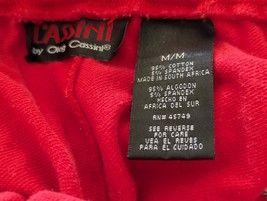 CASSINI
by Oleg Cassini®
M/M
95% COTTON
5% SPANDEX
MADE IN SOUTH AFRICA
95% ALGODON
5% SPANDEX
HECHO EN
AFRICA DEL SUR
RN# 45749
SEE REVERSE
FOR CARE
VEA EL REVES
PARA EL CUIDADO